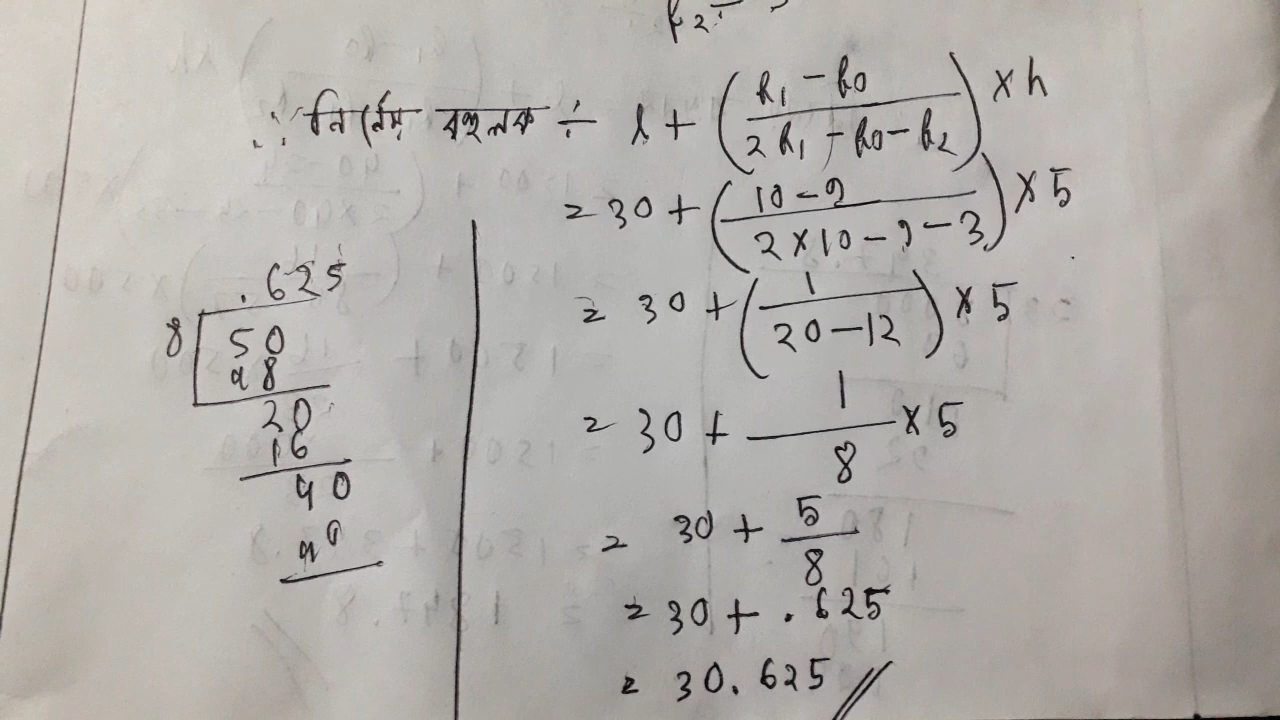 f₂ =
∴ নির্ণেয় বহুলক ÷ l + (f₁ - f₀ / 2f₁ - f₀ - f₂) × h
= 30 + (10 - 9 / 2 × 10 - 9 - 3) × 5
= 30 + (1 / 20 - 12) × 5
= 30 + 1 / 8 × 5
= 30 + 5 / 8
= 30 + .625
= 30.625
.625
8 50
48
20
16
40
40